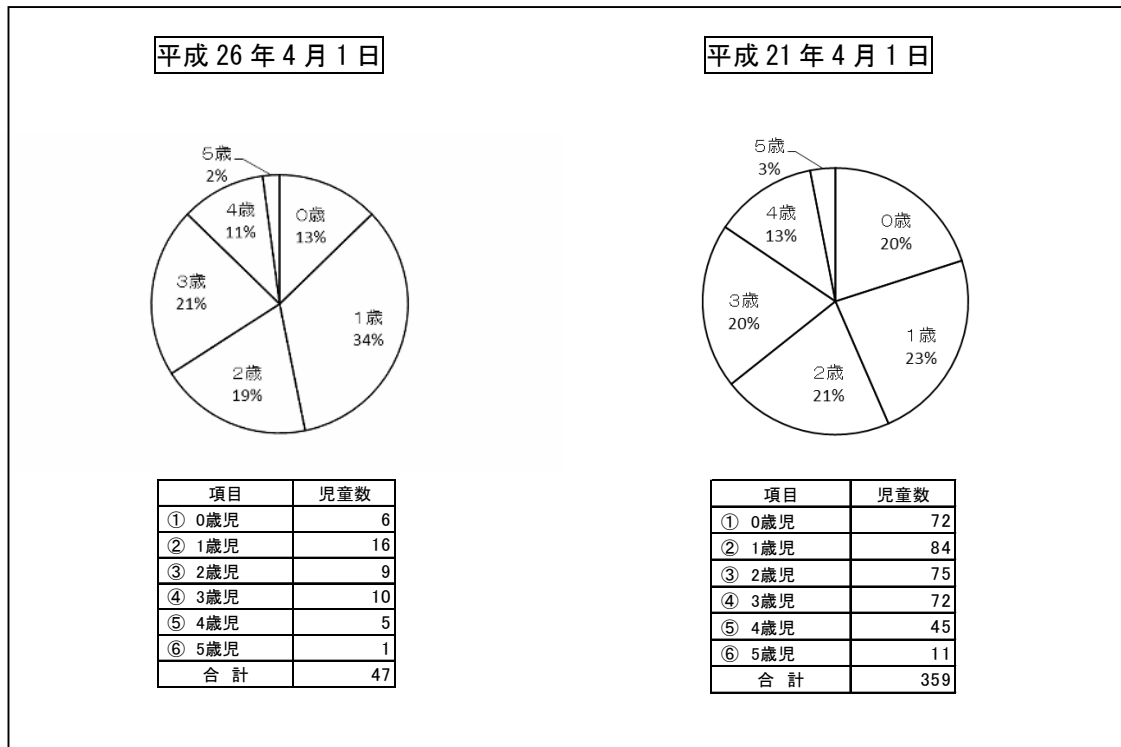 平成 26 年 4 月 1 日
5歳
2%
0歳
13%
1歳
34%
2歳
19%
3歳
21%
4歳
11%
項目 児童数
① 0歳児 6
② 1歳児 16
③ 2歳児 9
④ 3歳児 10
⑤ 4歳児 5
⑥ 5歳児 1
合 計 47
平成 21 年 4 月 1 日
5歳
3%
0歳
20%
1歳
23%
2歳
21%
3歳
20%
4歳
13%
項目 児童数
① 0歳児 72
② 1歳児 84
③ 2歳児 75
④ 3歳児 72
⑤ 4歳児 45
⑥ 5歳児 11
合 計 359